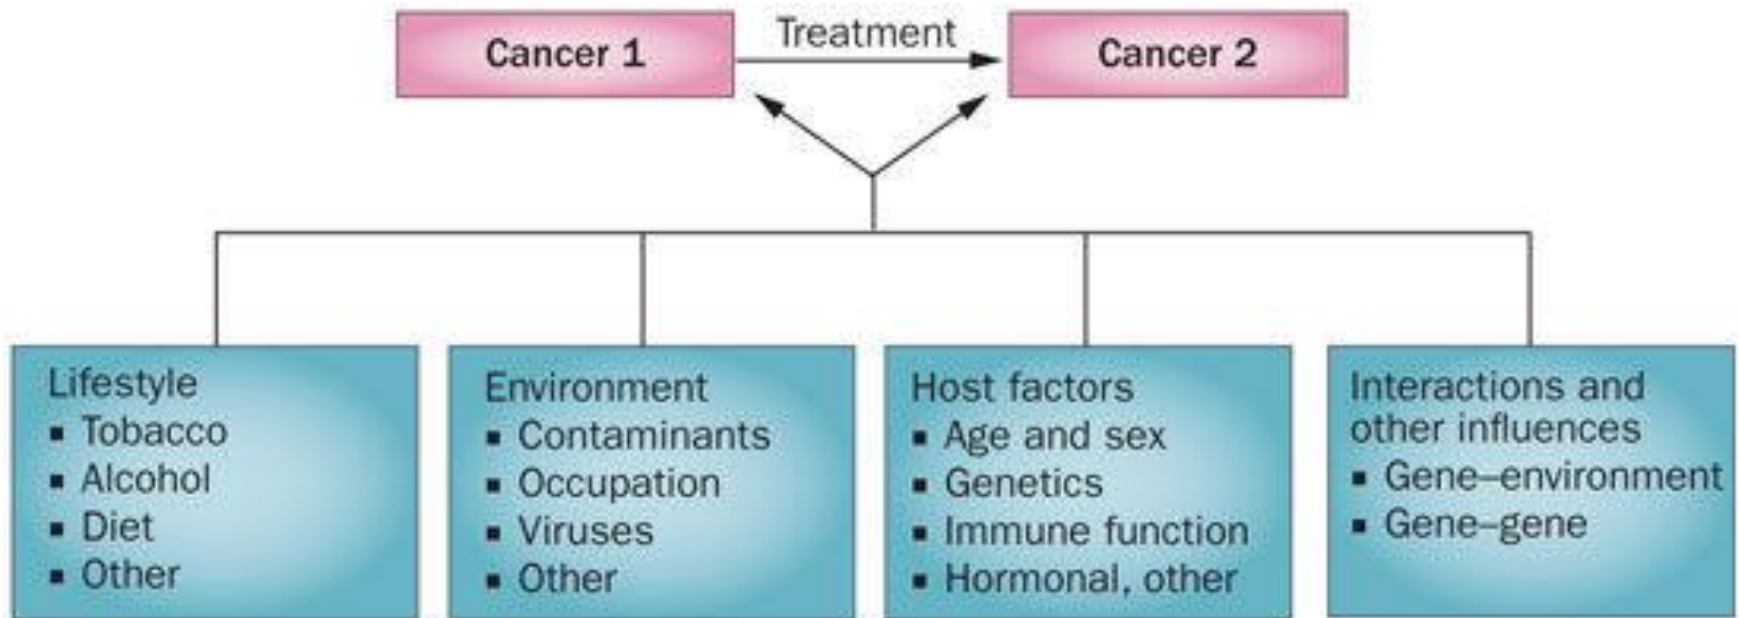 Cancer 1
Treatment
Cancer 2
Lifestyle
▪ Tobacco
▪ Alcohol
▪ Diet
▪ Other
Environment
▪ Contaminants
▪ Occupation
▪ Viruses
▪ Other
Host factors
▪ Age and sex
▪ Genetics
▪ Immune function
▪ Hormonal, other
Interactions and
other influences
▪ Gene–environment
▪ Gene–gene